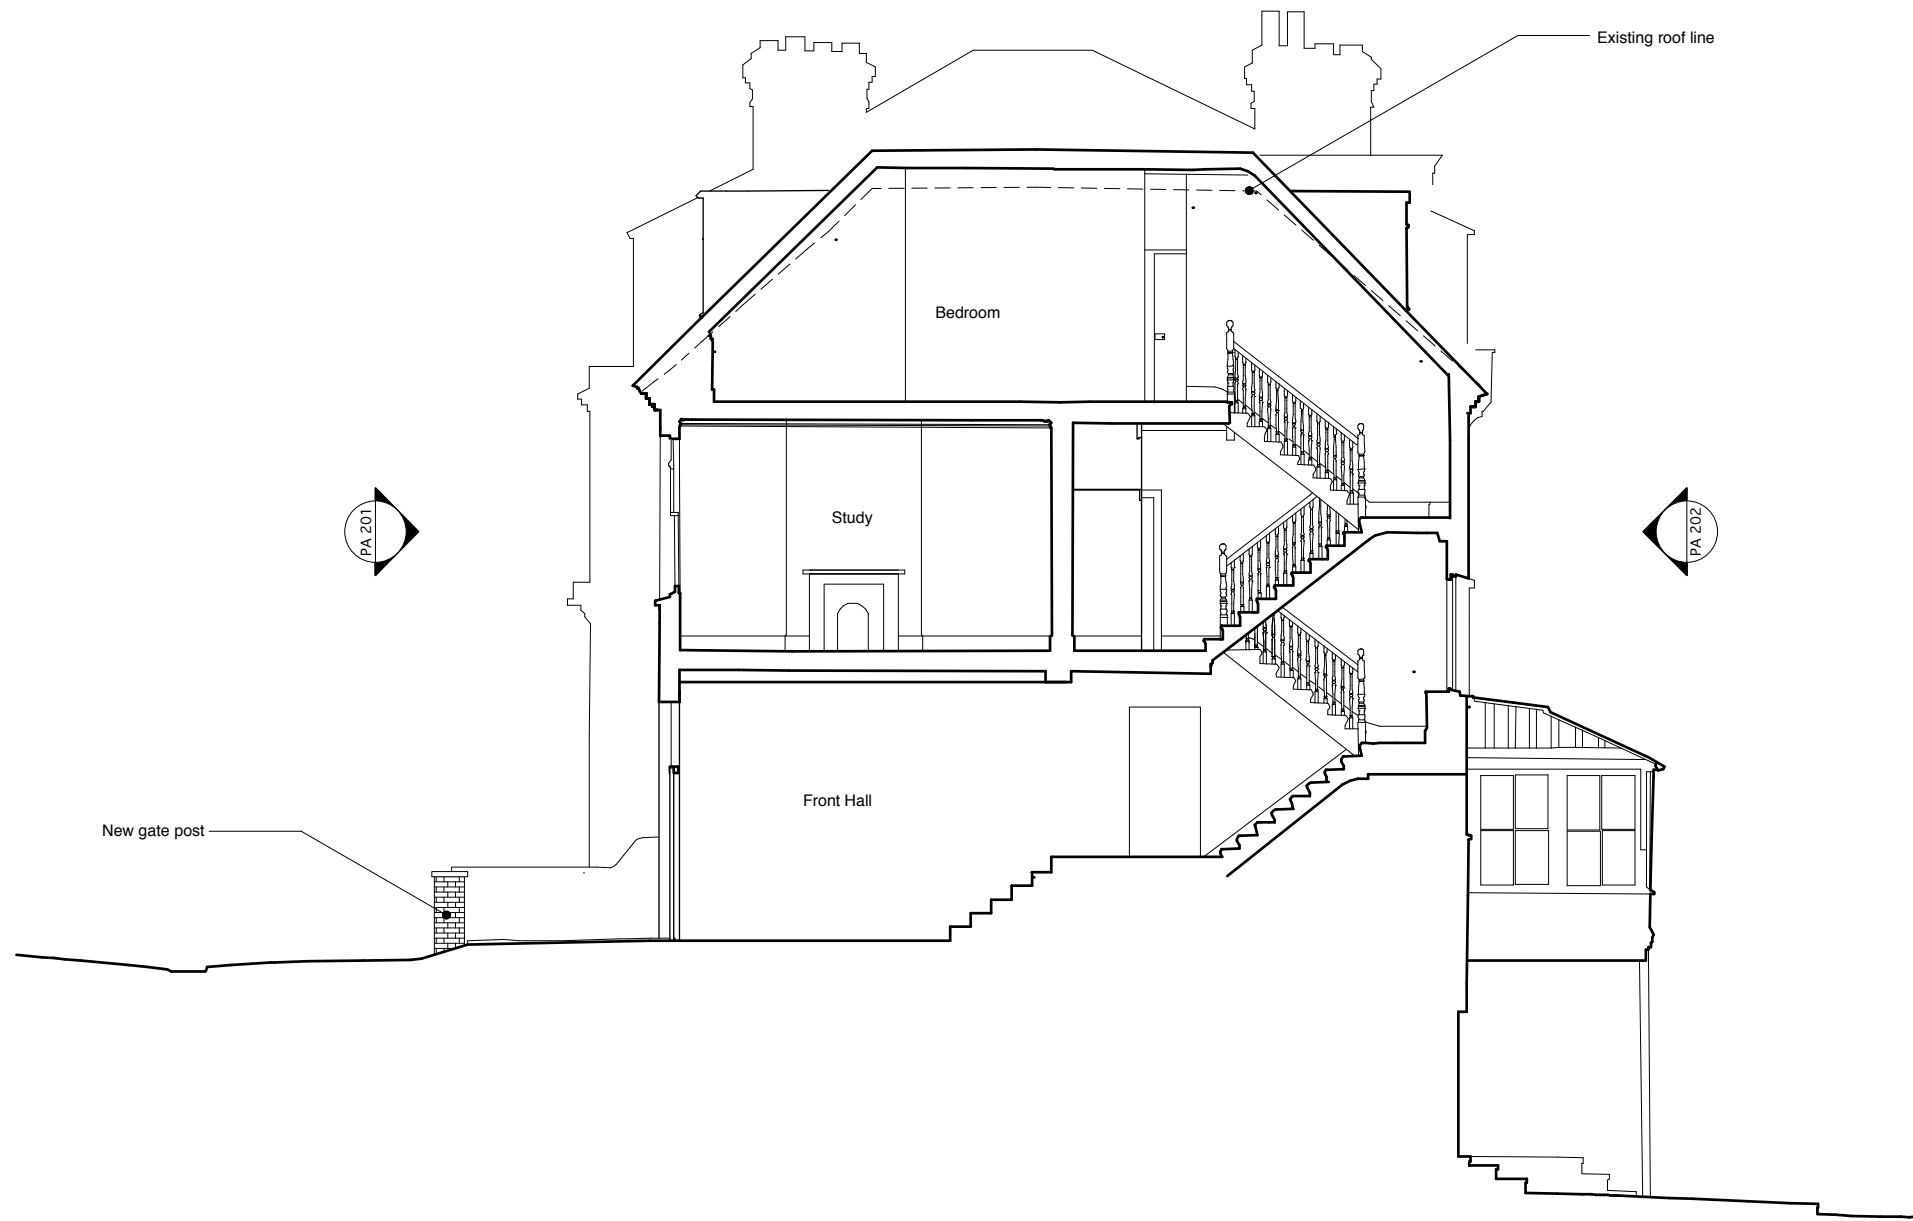 Existing roof line
Bedroom
Study
PA 201
PA 202
Front Hall
New gate post